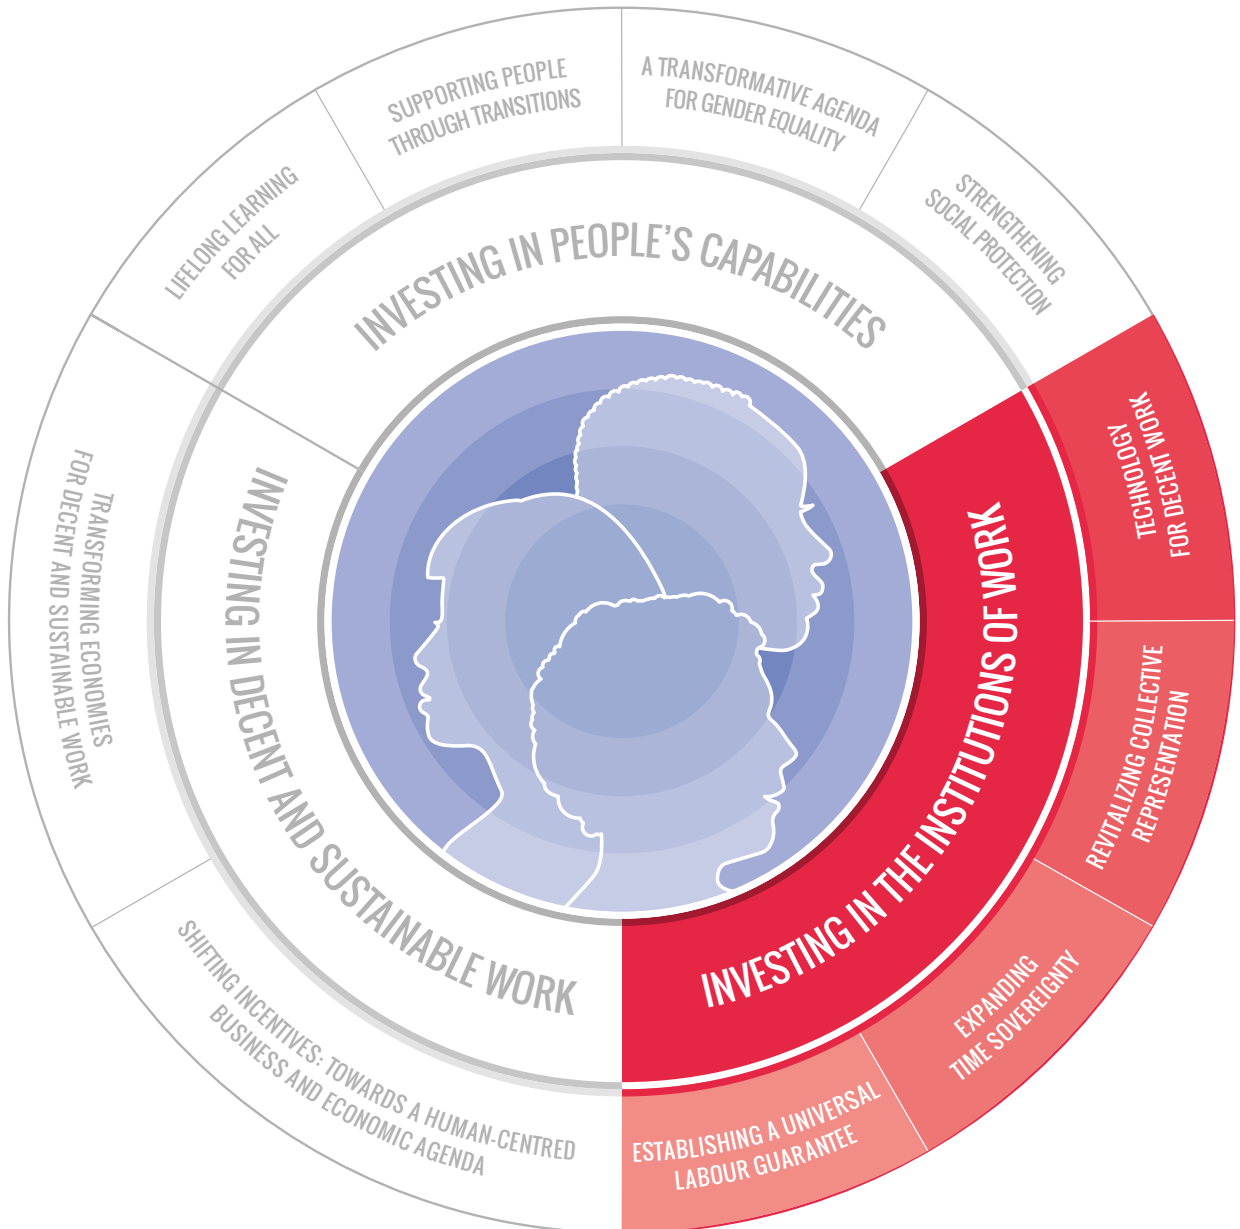 SUPPORTING PEOPLE
THROUGH TRANSITIONS
A TRANSFORMATIVE AGENDA
FOR GENDER EQUALITY
LIFELONG LEARNING
FOR ALL
STRENGTHENING
SOCIAL PROTECTION
INVESTING IN PEOPLE'S CAPABILITIES
TECHNOLOGY
FOR DECENT WORK
REVITALIZING COLLECTIVE
REPRESENTATION
EXPANDING
TIME SOVEREIGNTY
ESTABLISHING A UNIVERSAL
LABOUR GUARANTEE
INVESTING IN THE INSTITUTIONS OF WORK
TRANSFORMING ECONOMIES
FOR DECENT AND SUSTAINABLE WORK
SHIFTING INCENTIVES: TOWARDS A HUMAN-CENTRED
BUSINESS AND ECONOMIC AGENDA
INVESTING IN DECENT AND SUSTAINABLE WORK